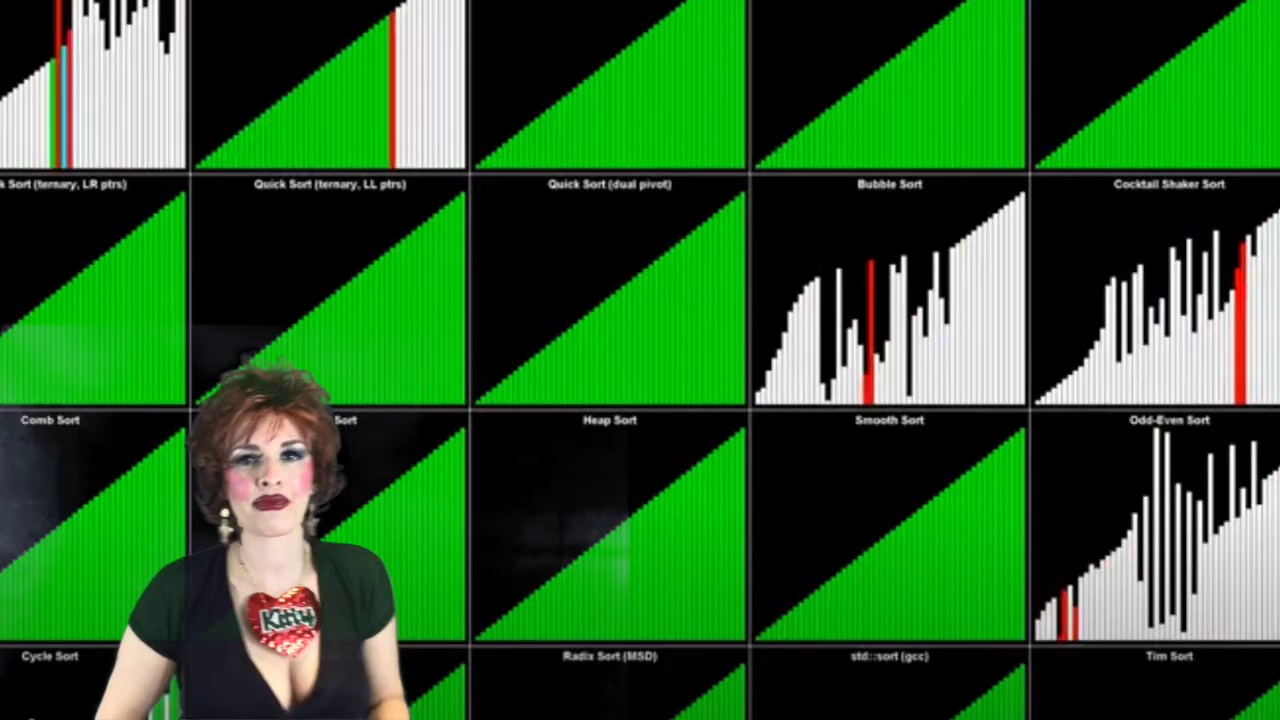 k Sort (ternary, LR ptrs)
Quick Sort (ternary, LL ptrs)
Quick Sort (dual pivot)
Bubble Sort
Cocktail Shaker Sort
Comb Sort
Sort
Heap Sort
Smooth Sort
Odd-Even Sort
Kitty
Cycle Sort
Radix Sort (MSD)
std::sort (gcc)
Tim Sort